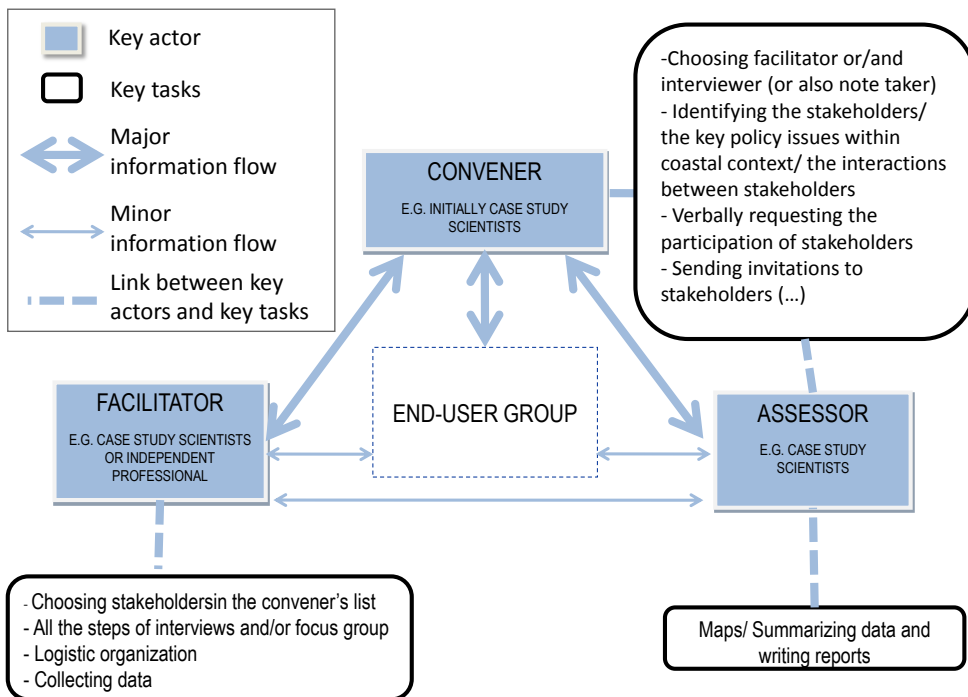 Key actor
Key tasks
Major
information flow
Minor
information flow
Link between key
actors and key tasks
-Choosing facilitator or/and
interviewer (or also note taker)
- Identifying the stakeholders/
the key policy issues within
coastal context/ the interactions
between stakeholders
- Verbally requesting the
participation of stakeholders
- Sending invitations to
stakeholders (...)
CONVENER
E.G. INITIALLY CASE STUDY
SCIENTISTS
FACILITATOR
E.G. CASE STUDY SCIENTISTS
OR INDEPENDENT
PROFESSIONAL
END-USER GROUP
ASSESSOR
E.G. CASE STUDY
SCIENTISTS
- Choosing stakeholdersin the convener’s list
- All the steps of interviews and/or focus group
- Logistic organization
- Collecting data
Maps/ Summarizing data and
writing reports